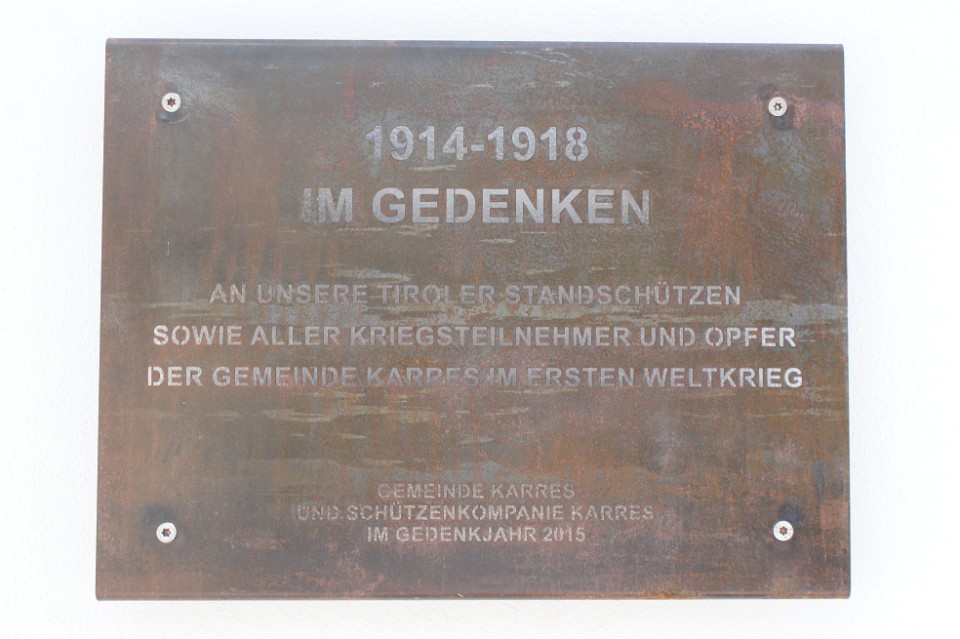 1914-1918
IM GEDENKEN
AN UNSERE TIROLER STANDSCHÜTZEN
SOWIE ALLER KRIEGSTEILNEHMER UND OPFER
DER GEMEINDE KARRES IM ERSTEN WELTKRIEG
GEMEINDE KARRES
UND SCHÜTZENKOMPANIE KARRES
IM GEDENKJAHR 2015